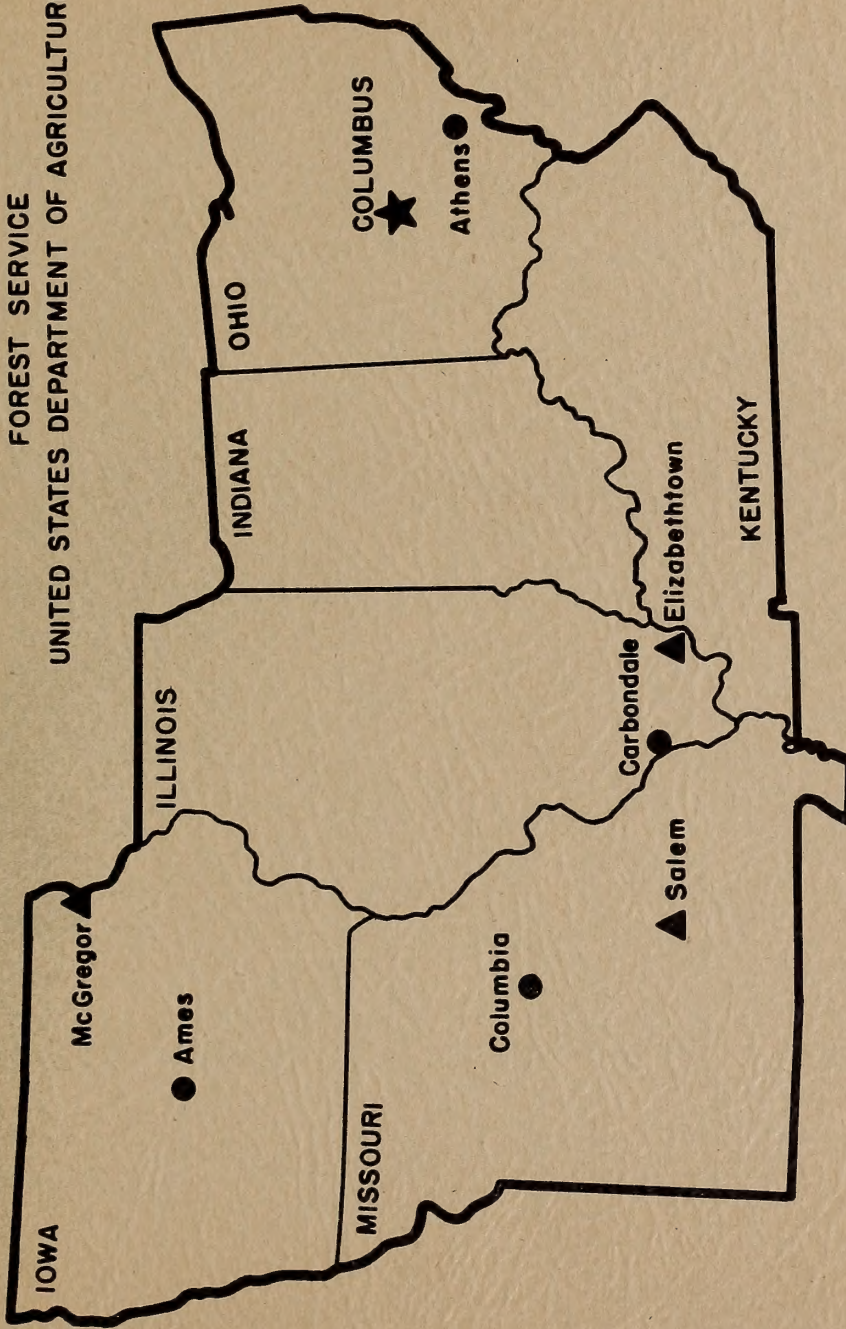 FOREST SERVICE
UNITED STATES DEPARTMENT OF AGRICULTUR
IOWA
McGregor
Ames
ILLINOIS
INDIANA
OHIO
COLUMBUS
Athens
MISSOURI
Columbia
Salem
Carbondale
Elizabethtown
KENTUCKY